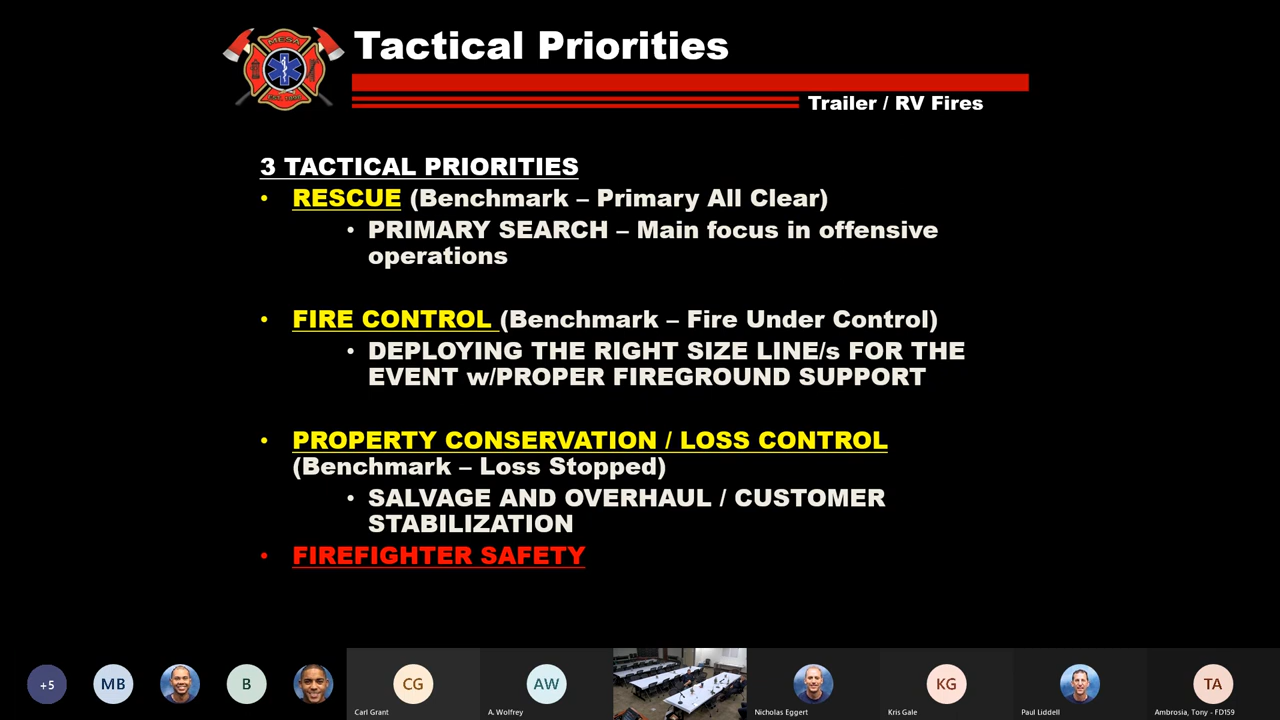 MESA
EST. 1898
Tactical Priorities
Trailer / RV Fires
3 TACTICAL PRIORITIES
• RESCUE (Benchmark – Primary All Clear)
• PRIMARY SEARCH – Main focus in offensive
operations
• FIRE CONTROL (Benchmark – Fire Under Control)
• DEPLOYING THE RIGHT SIZE LINE/s FOR THE
EVENT w/PROPER FIREGROUND SUPPORT
• PROPERTY CONSERVATION / LOSS CONTROL
(Benchmark – Loss Stopped)
• SALVAGE AND OVERHAUL / CUSTOMER
STABILIZATION
• FIREFIGHTER SAFETY
+5
MB
B
CG
AW
KG
TA
Carl Grant
A. Wolfrey
Nicholas Eggert
Kris Gale
Paul Liddell
Ambrosia, Tony - FD159